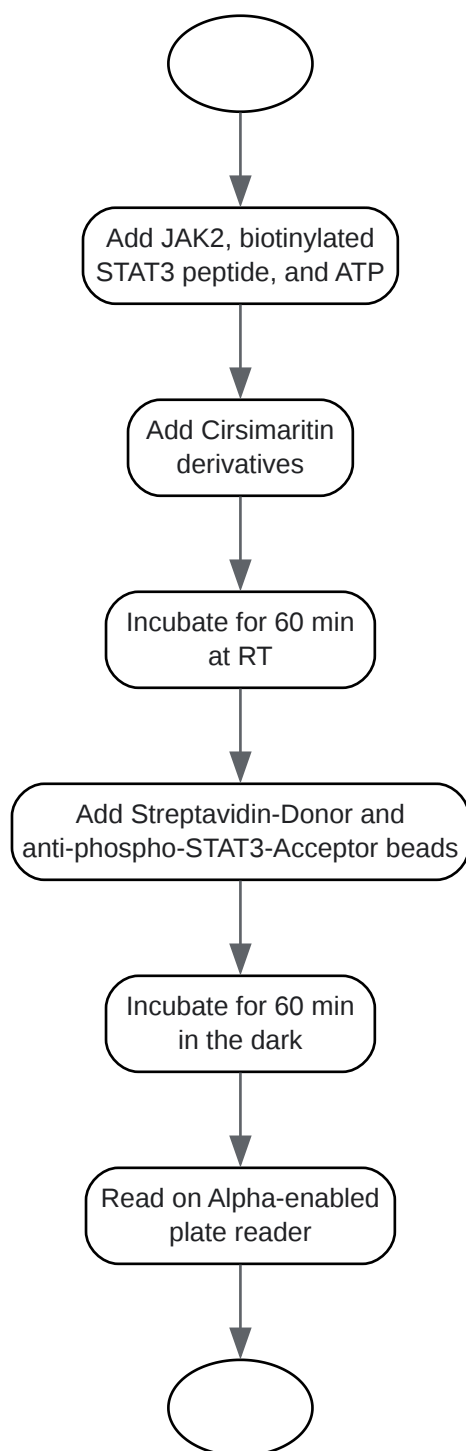 Add JAK2, biotinylated
STAT3 peptide, and ATP
Add Cirsimaritin
derivatives
Incubate for 60 min
at RT
Add Streptavidin-Donor and
anti-phospho-STAT3-Acceptor beads
Incubate for 60 min
in the dark
Read on Alpha-enabled
plate reader